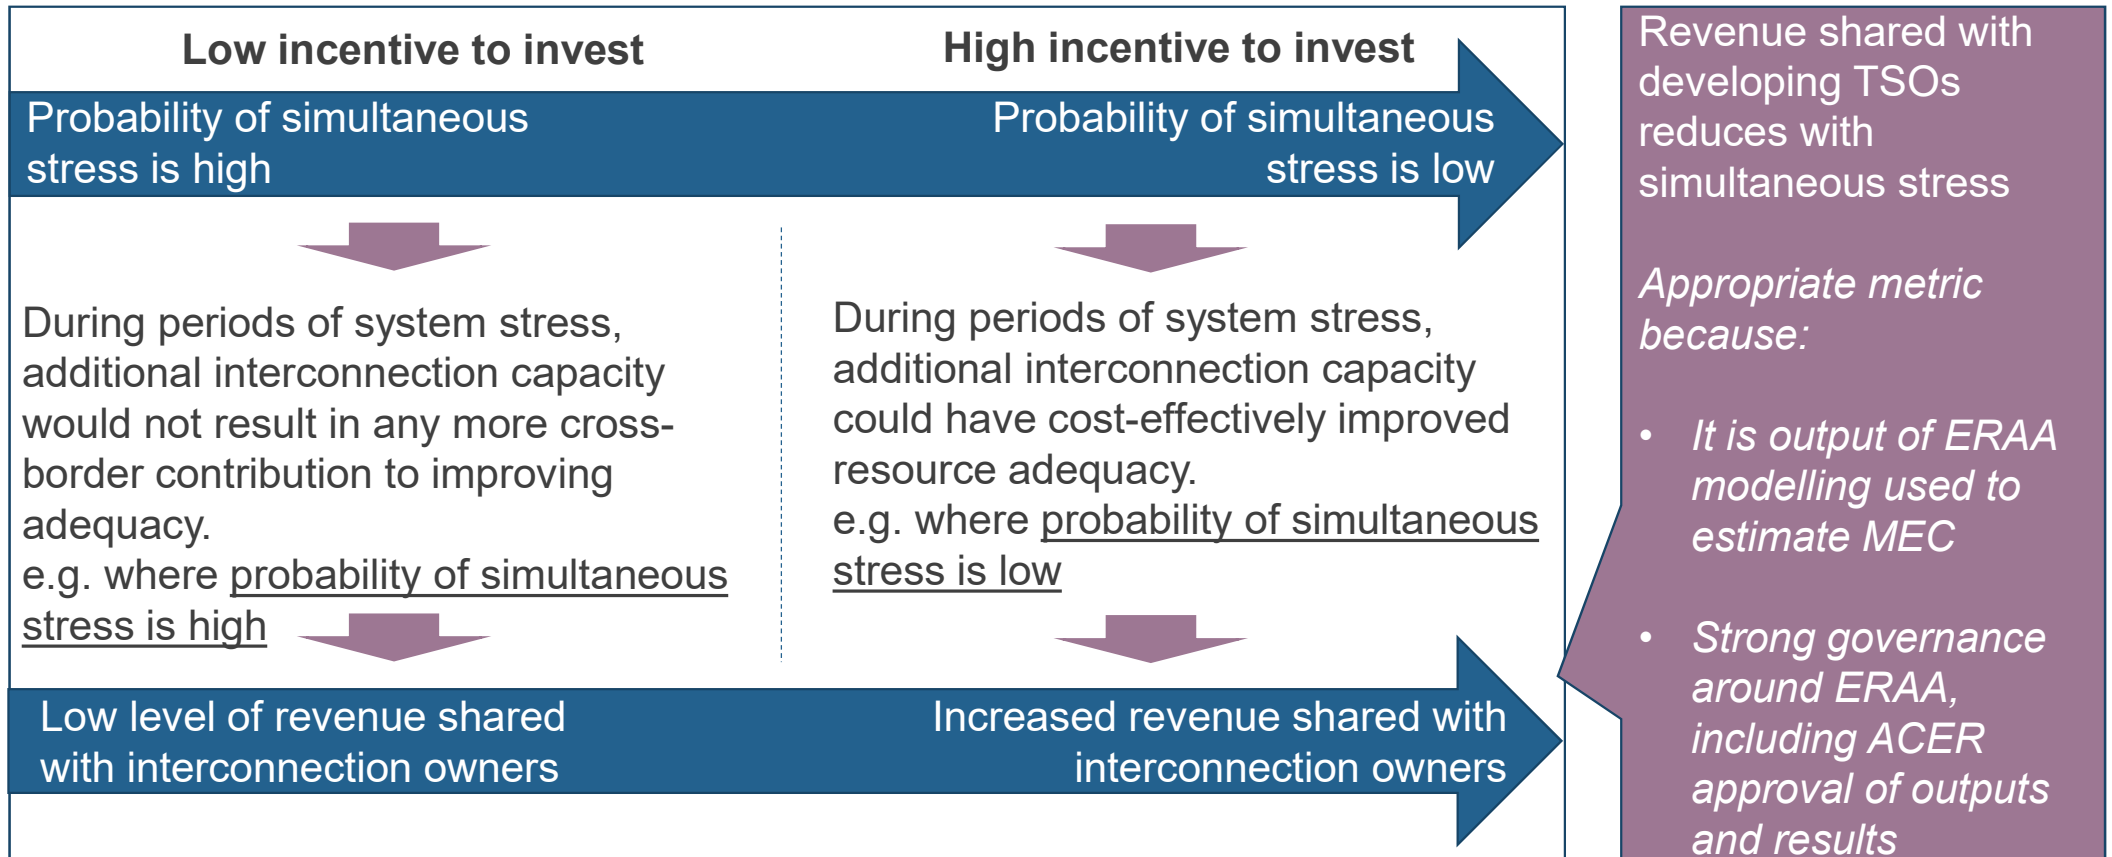 Low incentive to invest
High incentive to invest
Probability of simultaneous
stress is high
Probability of simultaneous
stress is low
During periods of system stress,
additional interconnection capacity
would not result in any more cross-
border contribution to improving
adequacy.
e.g. where probability of simultaneous
stress is high
During periods of system stress,
additional interconnection capacity
could have cost-effectively improved
resource adequacy.
e.g. where probability of simultaneous
stress is low
Low level of revenue shared
with interconnection owners
Increased revenue shared with
interconnection owners
Revenue shared with
developing TSOs
reduces with
simultaneous stress
Appropriate metric
because:
• It is output of ERAA
modelling used to
estimate MEC
• Strong governance
around ERAA,
including ACER
approval of outputs
and results